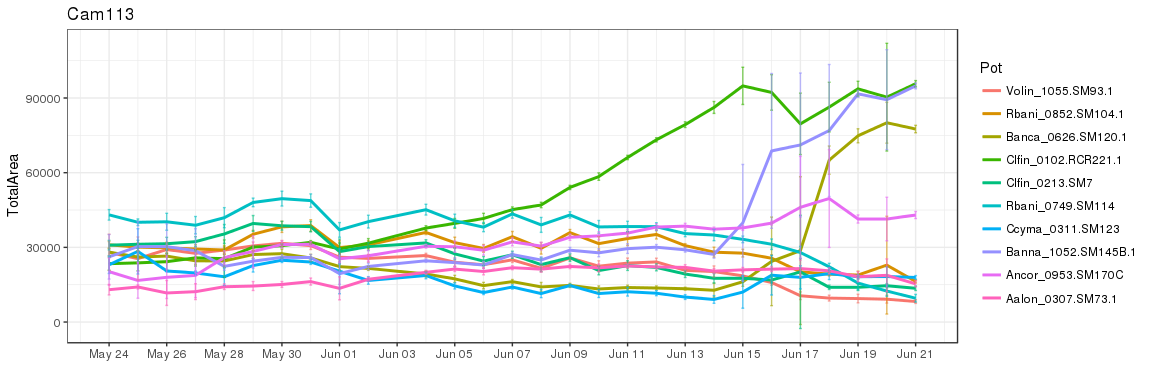 Cam113
TotalArea
90000
60000
30000
0
May 24 May 26 May 28 May 30 Jun 01 Jun 03 Jun 05 Jun 07 Jun 09 Jun 11 Jun 13 Jun 15 Jun 17 Jun 19 Jun 21
Pot
Volin_1055.SM93.1
Rbani_0852.SM104.1
Banca_0626.SM120.1
Clfin_0102.RCR221.1
Clfin_0213.SM7
Rbani_0749.SM114
Ccyma_0311.SM123
Banna_1052.SM145B.1
Ancor_0953.SM170C
Aalon_0307.SM73.1